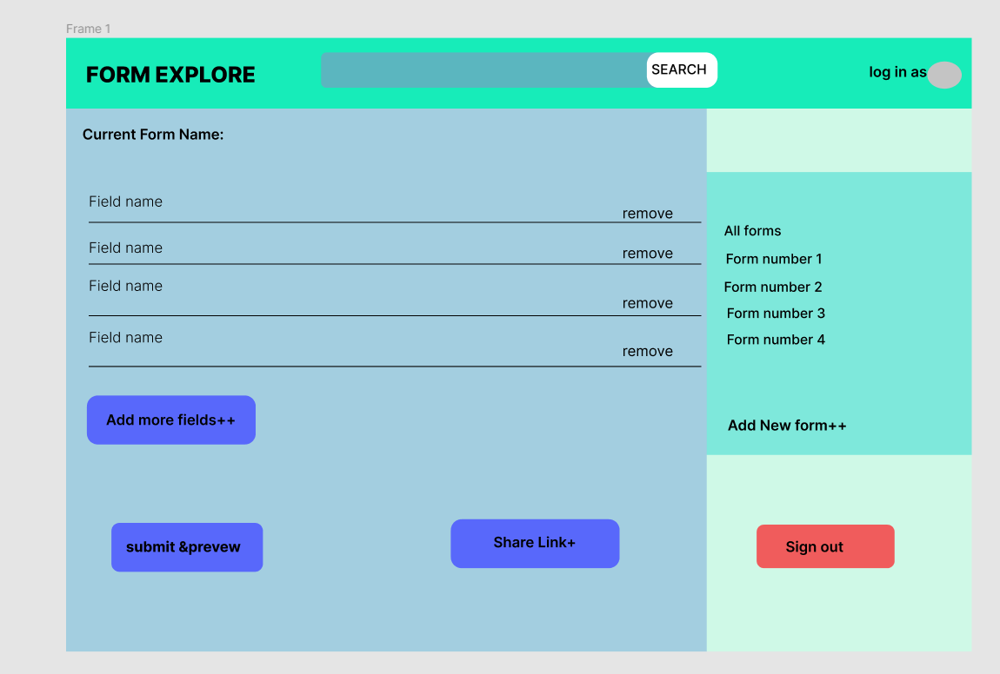 Frame 1
FORM EXPLORE
SEARCH
log in as
Current Form Name:
Field name
remove
Field name
remove
Field name
remove
Field name
remove
Add more fields++
submit &prevew
Share Link+
All forms
Form number 1
Form number 2
Form number 3
Form number 4
Add New form++
Sign out